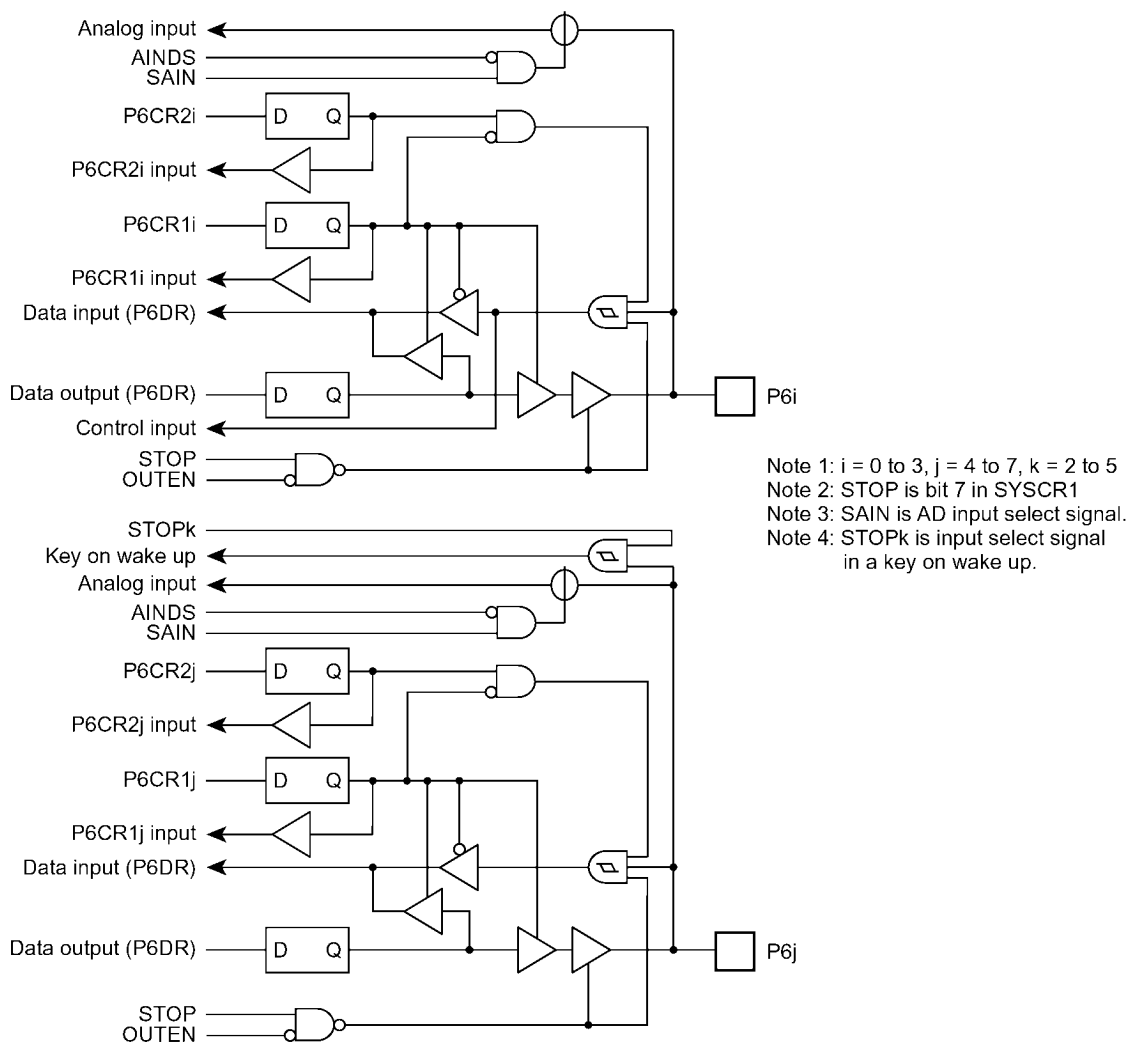 Analog input
AINDS
SAIN
P6CR2i
D Q
P6CR2i input
P6CR1i
D Q
P6CR1i input
Data input (P6DR)
Data output (P6DR)
D Q
P6i
Control input
STOP
OUTEN
Note 1: i = 0 to 3, j = 4 to 7, k = 2 to 5
Note 2: STOP is bit 7 in SYSCR1
Note 3: SAIN is AD input select signal.
Note 4: STOPk is input select signal
in a key on wake up.
STOPk
Key on wake up
Analog input
AINDS
SAIN
P6CR2j
D Q
P6CR2j input
P6CR1j
D Q
P6CR1j input
Data input (P6DR)
Data output (P6DR)
D Q
P6j
STOP
OUTEN